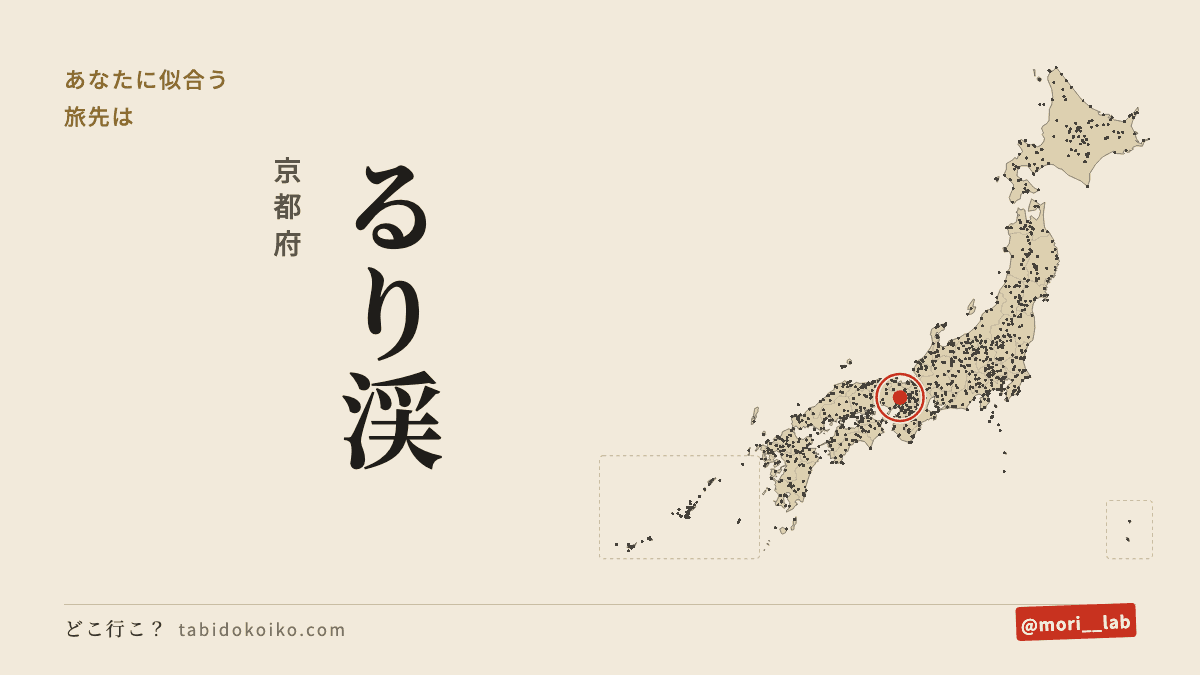 あなたに似合う
旅先は
るり渓
京都府
どこ行こ? tabidokoiko.com
@mori__lab